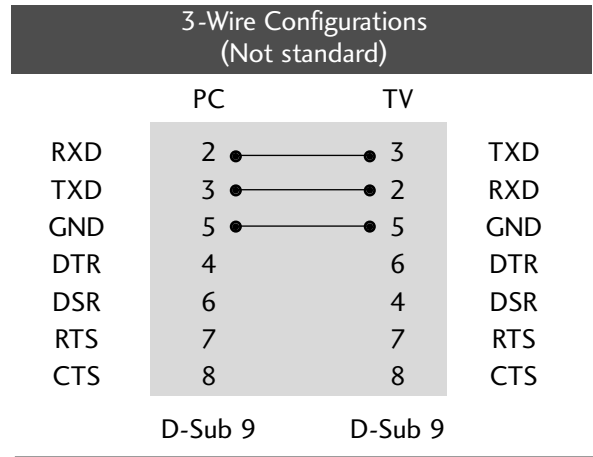 3-Wire Configurations
(Not standard)
PC TV
RXD 2 3 TXD
TXD 3 2 RXD
GND 5 5 GND
DTR 4 6 DTR
DSR 6 4 DSR
RTS 7 7 RTS
CTS 8 8 CTS
D-Sub 9 D-Sub 9